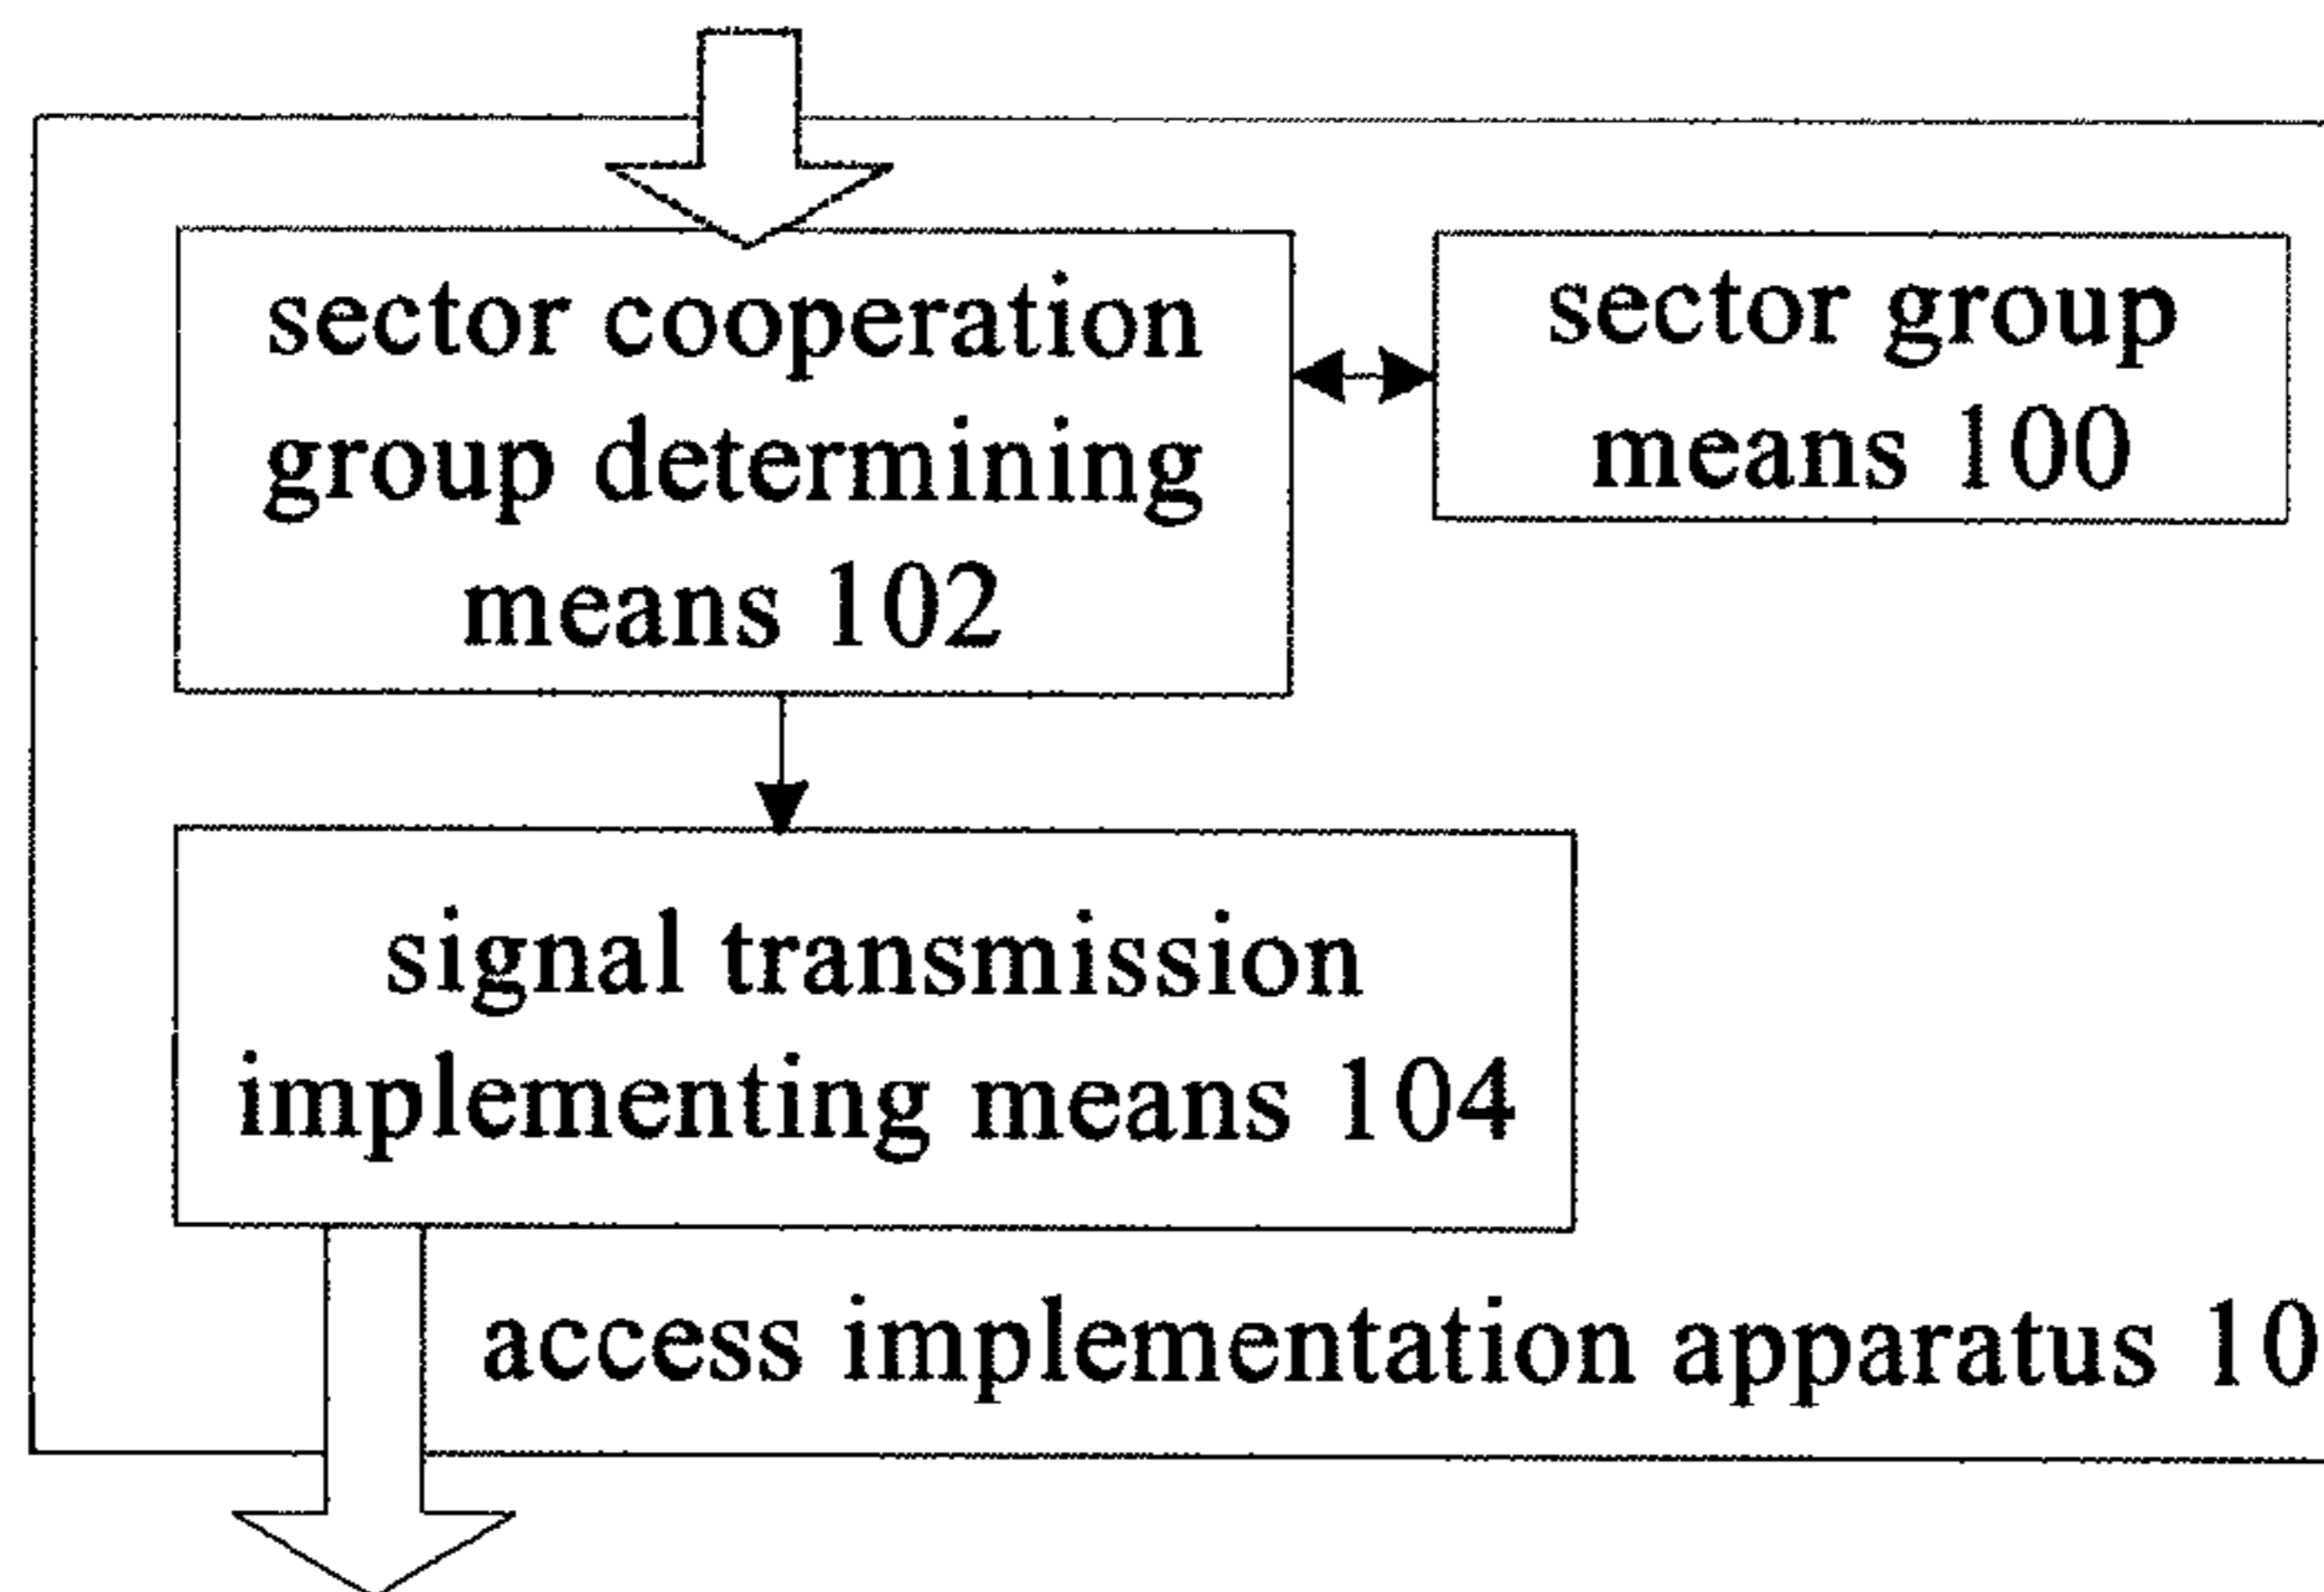 sector cooperation
group determining
means 102
sector group
means 100
signal transmission
implementing means 104
access implementation apparatus 10